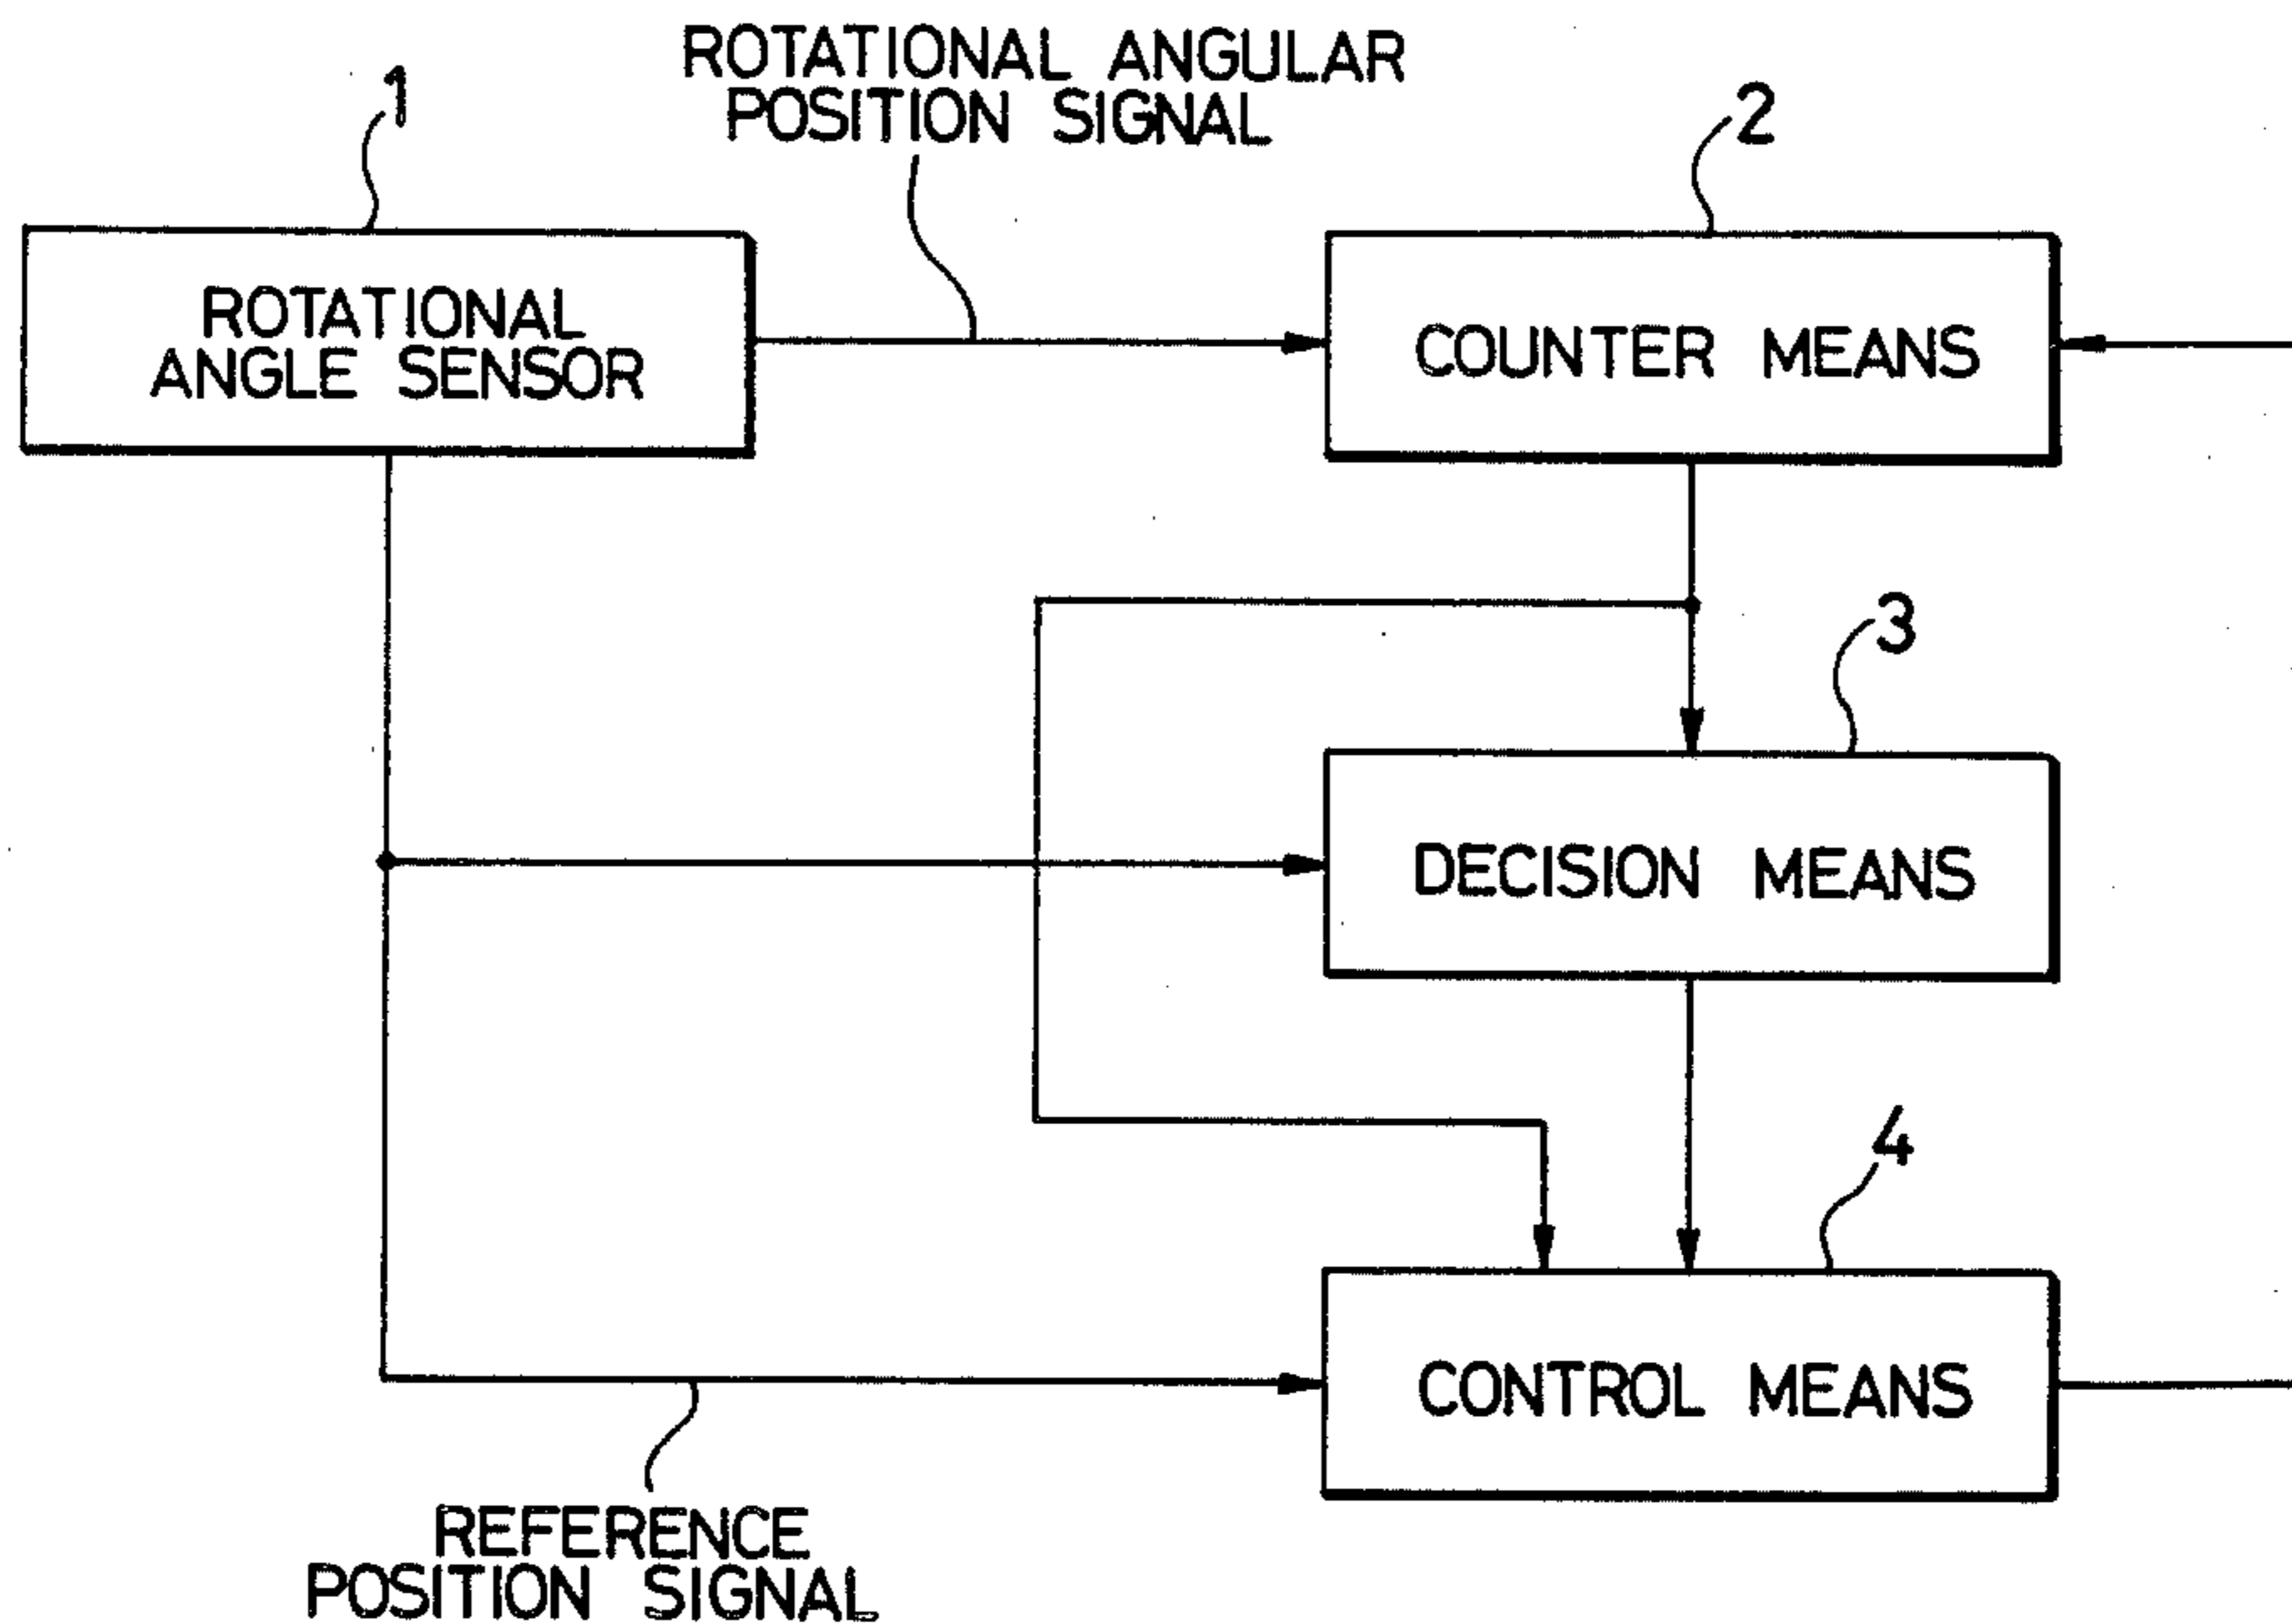 ROTATIONAL ANGULAR
POSITION SIGNAL
1
2
ROTATIONAL
ANGLE SENSOR
COUNTER MEANS
3
DECISION MEANS
4
CONTROL MEANS
REFERENCE
POSITION SIGNAL